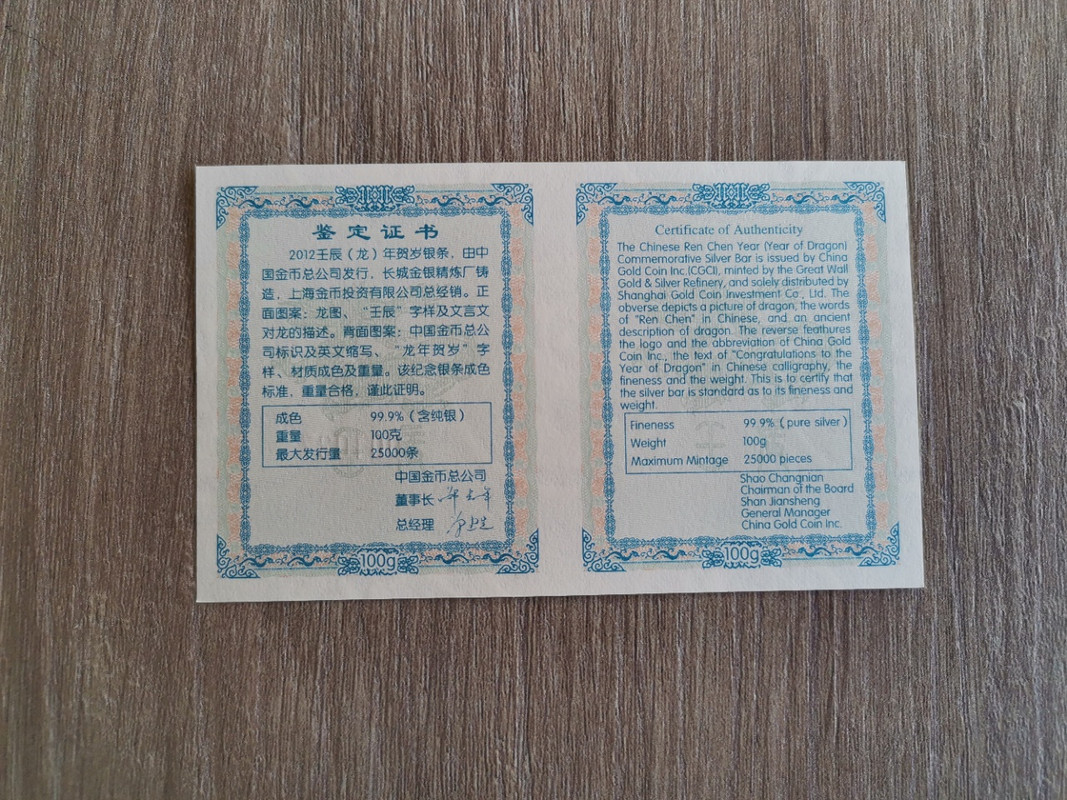 鉴定证书
2012壬辰（龙）年贺岁银条，由中
国金币总公司发行，长城金银精炼厂铸
造，上海金币投资有限公司总经销。正
面图案：龙图、“壬辰”字样及文言文
对龙的描述。背面图案：中国金币总公
司标识及英文缩写、“龙年贺岁”字
样、材质成色及重量。该纪念银条成色
标准，重量合格，谨此证明。
成色 99.9%（含纯银）
重量 100克
最大发行量 25000条
中国金币总公司
董事长
总经理
100g
Certificate of Authenticity
The Chinese Ren Chen Year (Year of Dragon)
Commemorative Silver Bar is issued by China
Gold Coin Inc.(CGCI), minted by the Great Wall
Gold & Silver Refinery, and solely distributed by
Shanghai Gold Coin Investment Co., Ltd. The
obverse depicts a picture of dragon, the words
of "Ren Chen" in Chinese, and an ancient
description of dragon. The reverse feathures
the logo and the abbreviation of China Gold
Coin Inc., the text of "Congratulations to the
Year of Dragon" in Chinese calligraphy, the
fineness and the weight. This is to certify that
the silver bar is standard as to its fineness and
weight.
Fineness 99.9% (pure silver)
Weight 100g
Maximum Mintage 25000 pieces
Shao Changnian
Chairman of the Board
Shan Jiansheng
General Manager
China Gold Coin Inc.
100g